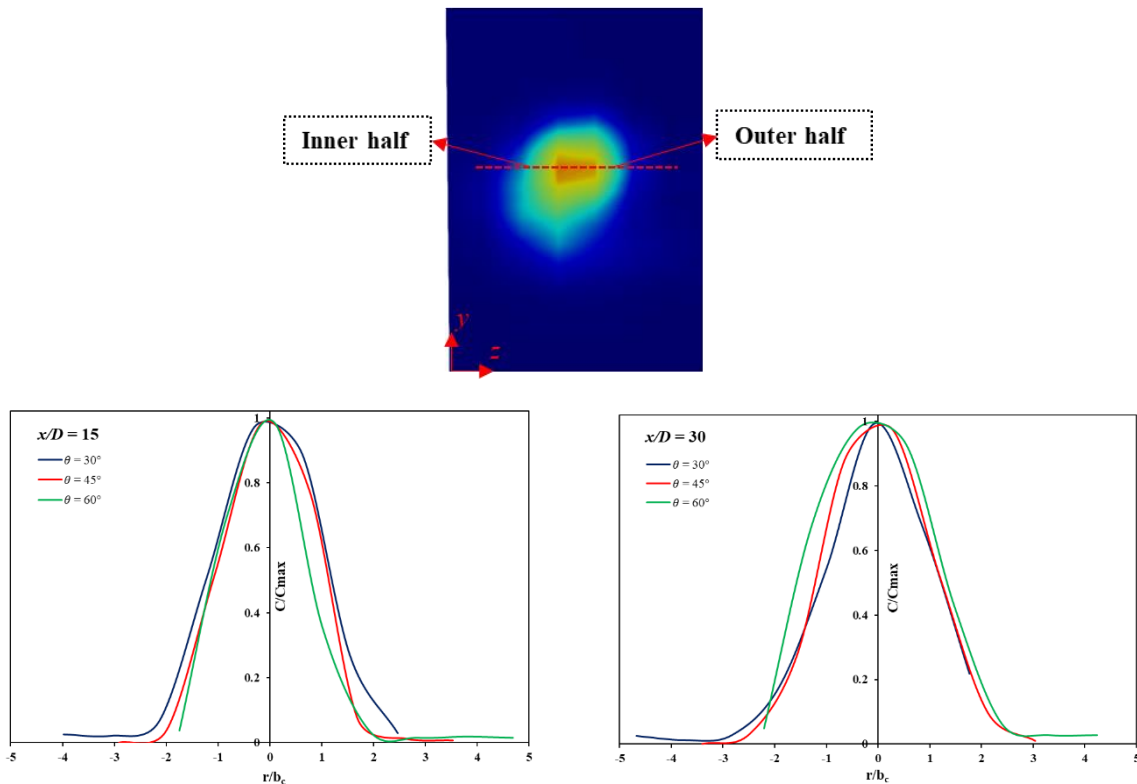 Inner half
Outer half
y
z
x/D = 15
θ = 30°
θ = 45°
θ = 60°
1
0.8
0.6
0.4
0.2
0
C/Cmax
-5 -4 -3 -2 -1 0 1 2 3 4 5
r/bc
x/D = 30
θ = 30°
θ = 45°
θ = 60°
1
0.8
0.6
0.4
0.2
0
C/Cmax
-5 -4 -3 -2 -1 0 1 2 3 4 5
r/bc